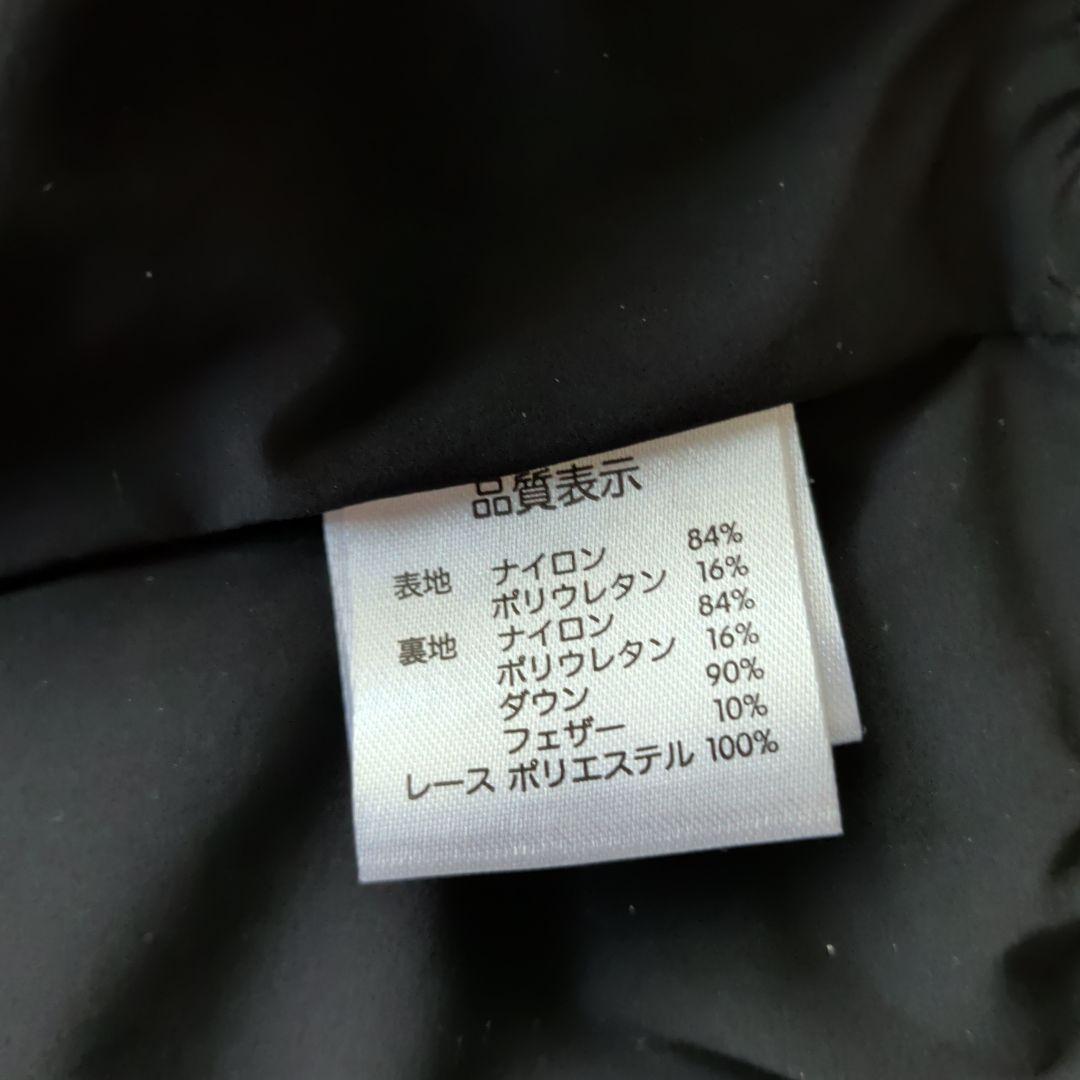 品質表示
表地 ナイロン 84%
ポリウレタン 16%
裏地 ナイロン 84%
ポリウレタン 16%
ダウン 90%
フェザー 10%
レース ポリエステル 100%